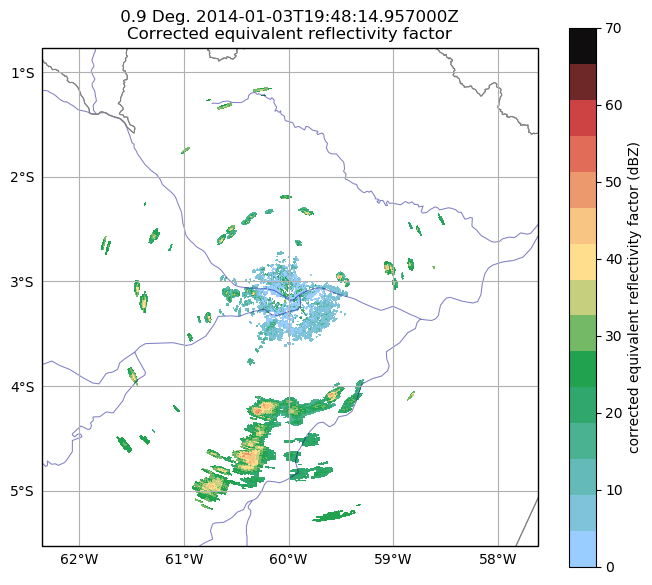 0.9 Deg. 2014-01-03T19:48:14.957000Z
Corrected equivalent reflectivity factor
1°S
2°S
3°S
4°S
5°S
62°W
61°W
60°W
59°W
58°W
70
60
50
40
30
20
10
0
corrected equivalent reflectivity factor (dBZ)